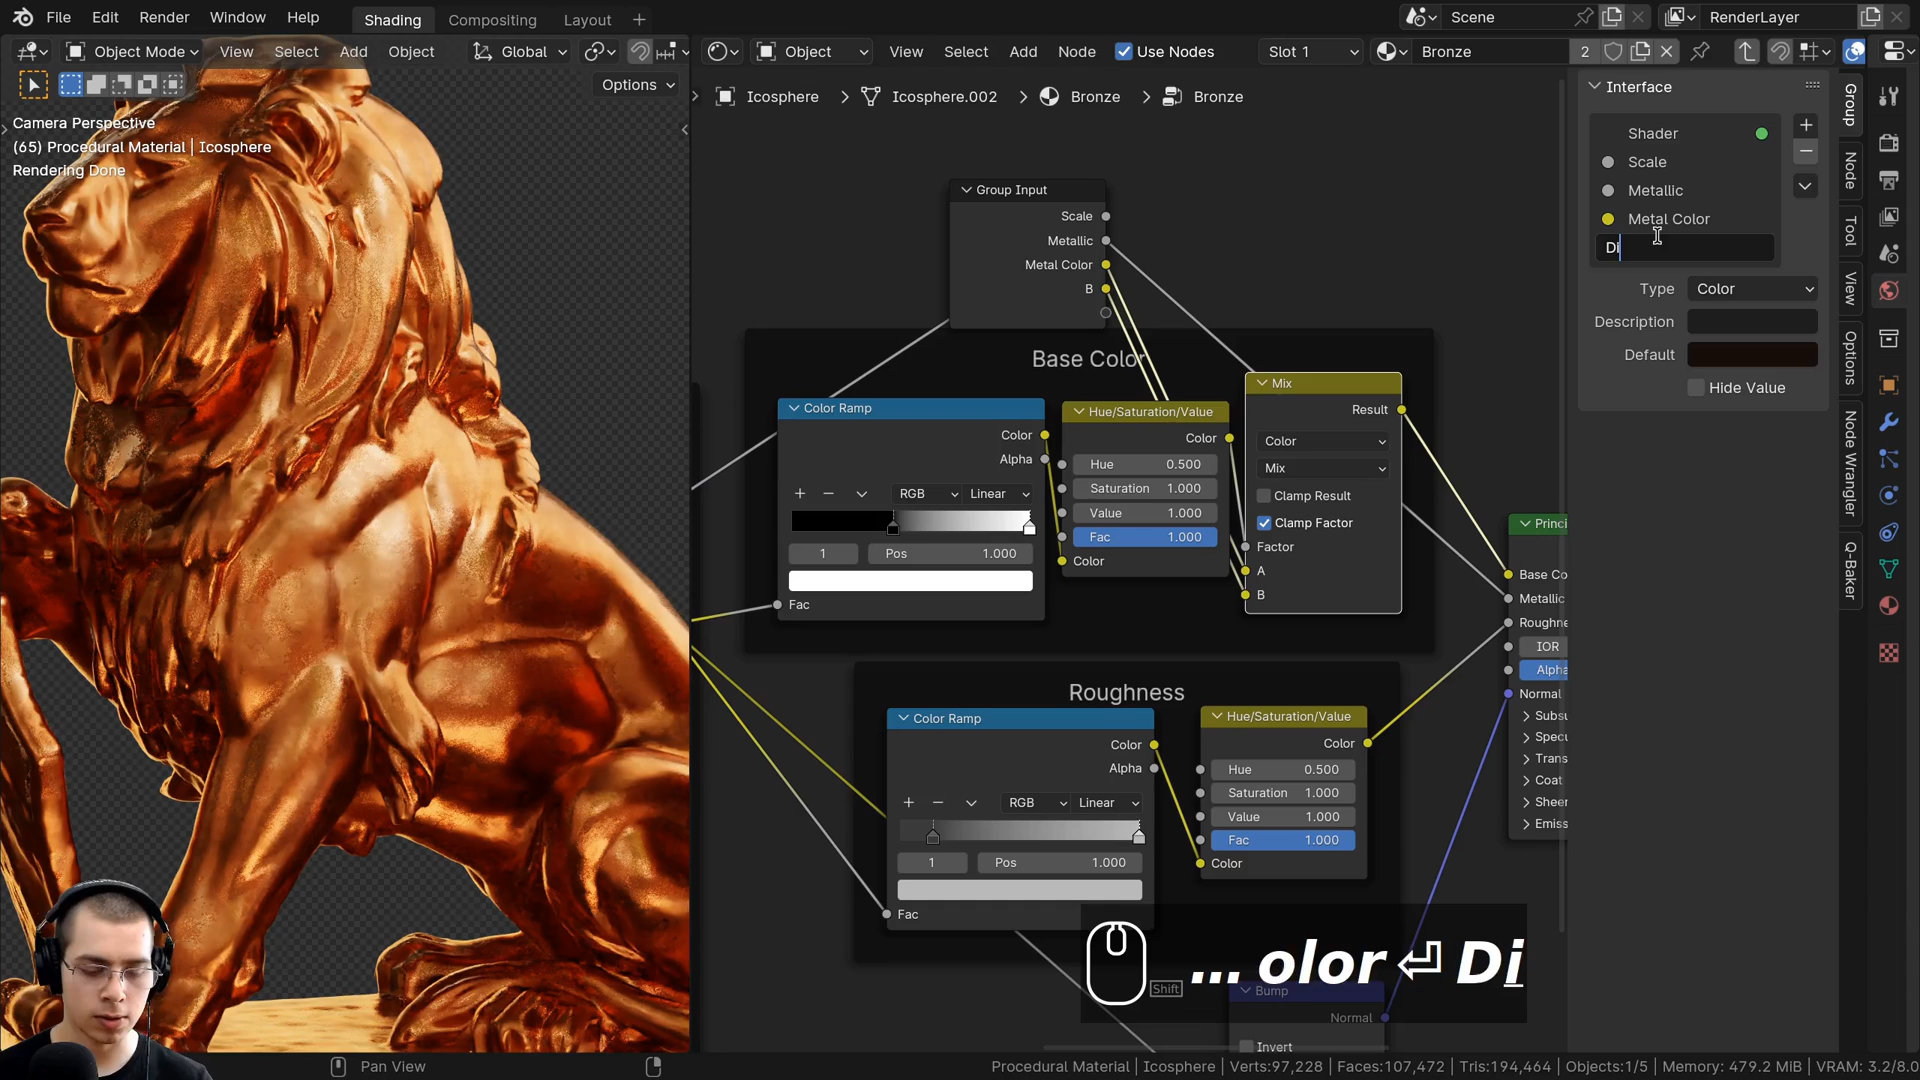 File Edit Render Window Help Shading Compositing Layout + Scene RenderLayer
Object Mode View Select Add Object Global Object View Select Add Node Use Nodes Slot 1 Bronze 2
Options
Icosphere Icosphere.002 Bronze Bronze
Camera Perspective
(65) Procedural Material | Icosphere
Rendering Done
Group Input
Scale
Metallic
Metal Color
B
Base Color
Color Ramp
Color
Alpha
RGB Linear
1 Pos 1.000
Fac
Hue/Saturation/Value
Color
Hue 0.500
Saturation 1.000
Value 1.000
Fac 1.000
Color
Mix
Result
Color
Mix
Clamp Result
Clamp Factor
Factor
A
B
Roughness
Color Ramp
Color
Alpha
RGB Linear
1 Pos 1.000
Fac
Hue/Saturation/Value
Color
Hue 0.500
Saturation 1.000
Value 1.000
Fac 1.000
Color
Princi
Base Co
Metallic
Roughne
IOR
Alpha
Normal
Subsu
Specu
Trans
Coat
Sheer
Emiss
Bump
Normal
Invert
Shift ... olor ⏎ Di
Interface
Shader
Scale
Metallic
Metal Color
Di
Type Color
Description
Default
Hide Value
Group
Node
Tool
View
Options
Node Wrangler
Q-Baker
Pan View
Procedural Material | Icosphere | Verts:97,228 | Faces:107,472 | Tris:194,464 | Objects:1/5 | Memory: 479.2 MiB | VRAM: 3.2/8.0